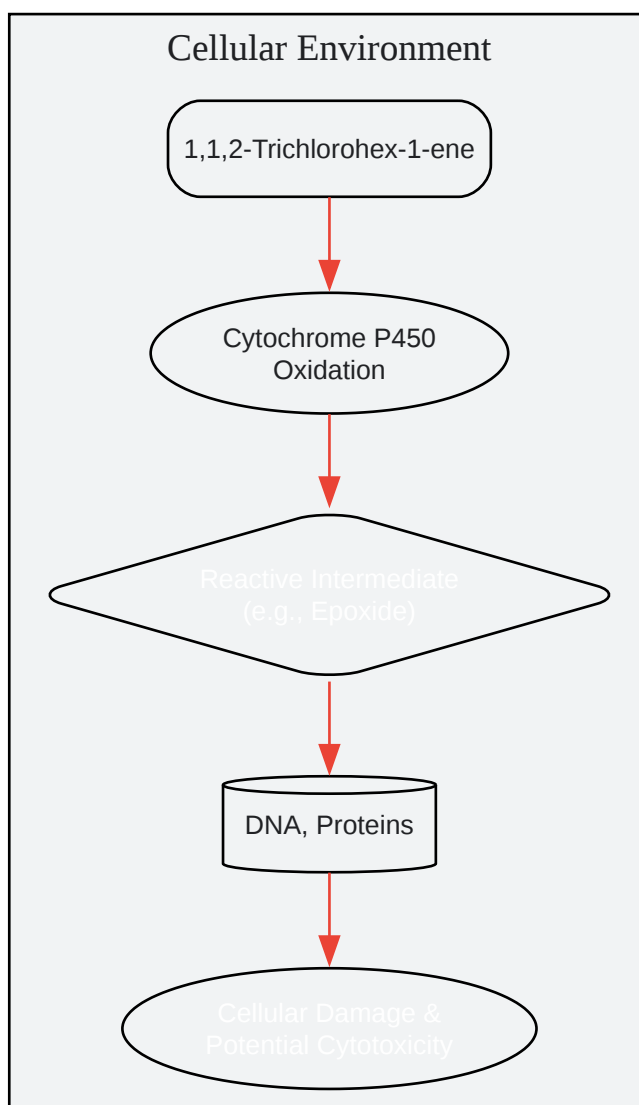 Cellular Environment
1,1,2-Trichlorohex-1-ene
Cytochrome P450
Oxidation
Reactive Intermediate
(e.g., Epoxide)
DNA, Proteins
Cellular Damage &
Potential Cytotoxicity